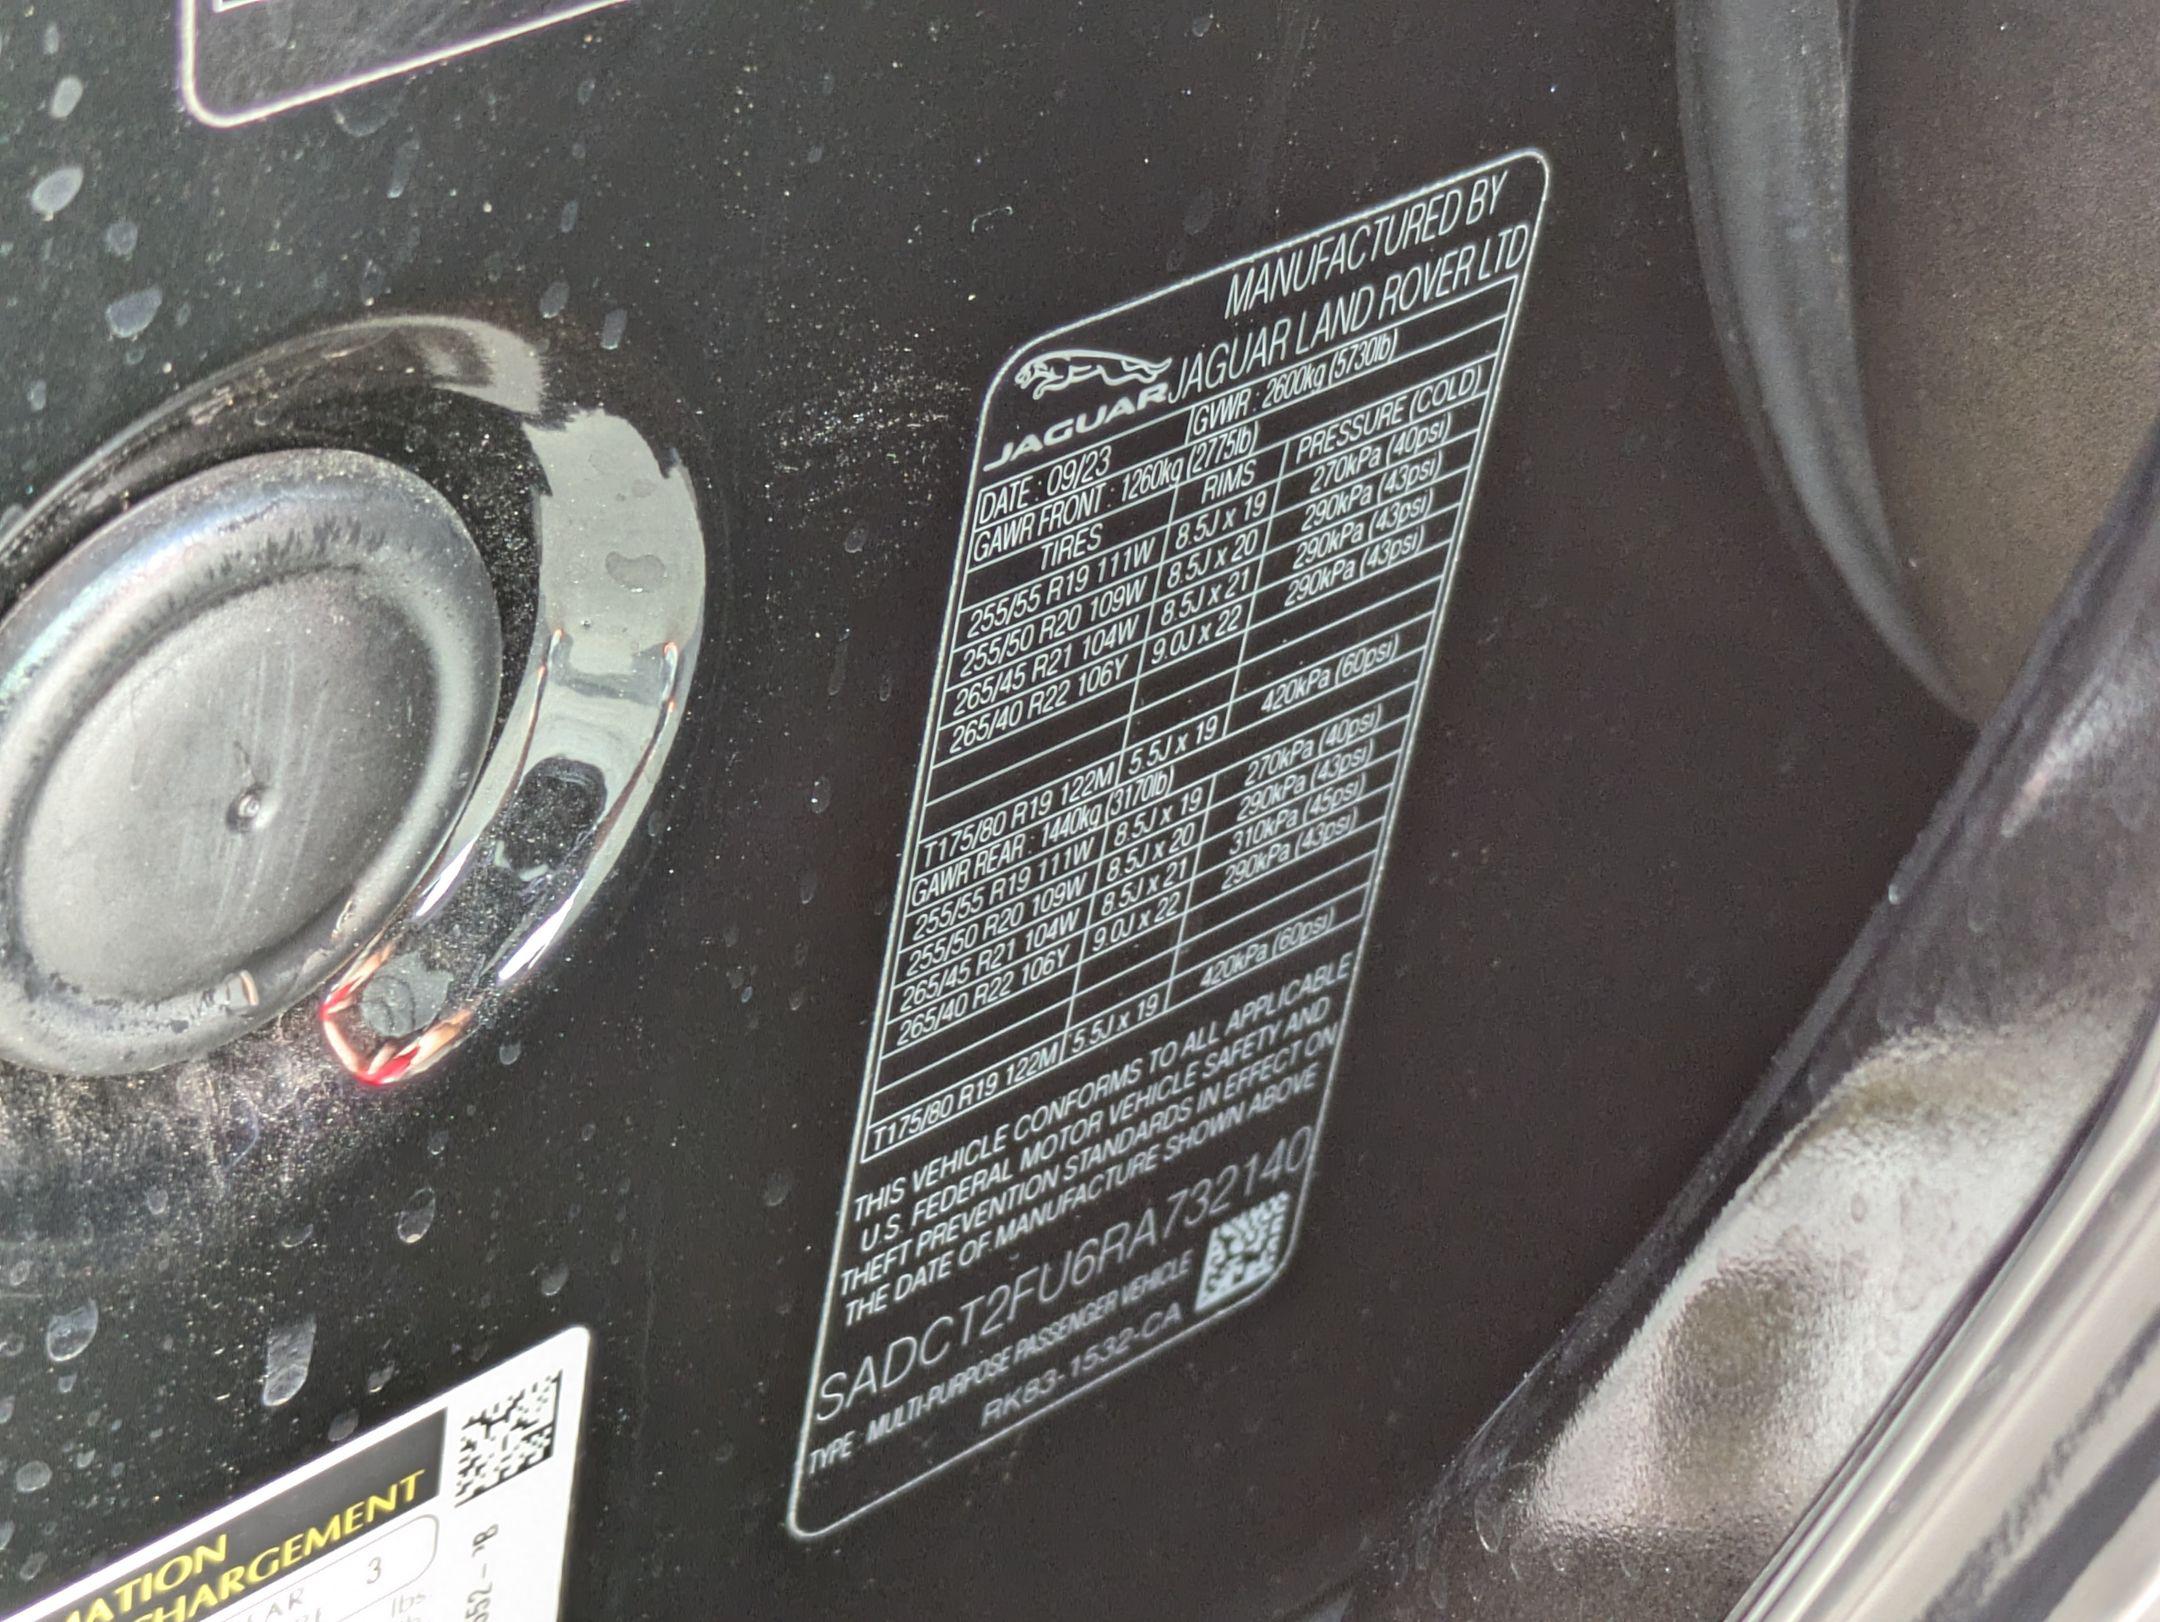 MANUFACTURED BY
JAGUAR JAGUAR LAND ROVER LTD
DATE : 09/23 GVWR : 2600kg (5730lb)
GAWR FRONT : 1260kg (2775lb)
TIRES RIMS PRESSURE (COLD)
255/55 R19 111W 8.5J x 19 270kPa (40psi)
255/50 R20 109W 8.5J x 20 290kPa (43psi)
265/45 R21 104W 8.5J x 21 290kPa (43psi)
265/40 R22 106Y 9.0J x 22 290kPa (43psi)
T175/80 R19 122M 5.5J x 19 420kPa (60psi)
GAWR REAR : 1440kg (3170lb)
255/55 R19 111W 8.5J x 19 270kPa (40psi)
255/50 R20 109W 8.5J x 20 290kPa (43psi)
265/45 R21 104W 8.5J x 21 310kPa (45psi)
265/40 R22 106Y 9.0J x 22 290kPa (43psi)
T175/80 R19 122M 5.5J x 19 420kPa (60psi)
THIS VEHICLE CONFORMS TO ALL APPLICABLE
U.S. FEDERAL MOTOR VEHICLE SAFETY AND
THEFT PREVENTION STANDARDS IN EFFECT ON
THE DATE OF MANUFACTURE SHOWN ABOVE
SADCT2FU6RA732140
TYPE : MULTI-PURPOSE PASSENGER VEHICLE
RK83-1532-CA
MATION
CHARGEMENT
3
lbs